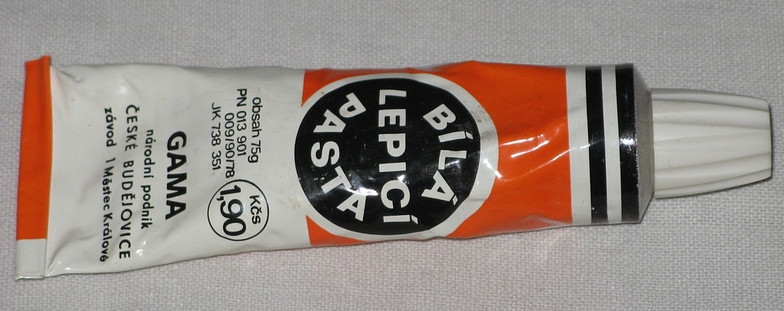 BÍLÁ
LEPICÍ
PASTA
obsah 75g
PN 013 901
009/90/78
JK 738 351
Kčs
1,90
GAMA
národní podnik
ČESKÉ BUDĚJOVICE
závod 1 Městec Králové